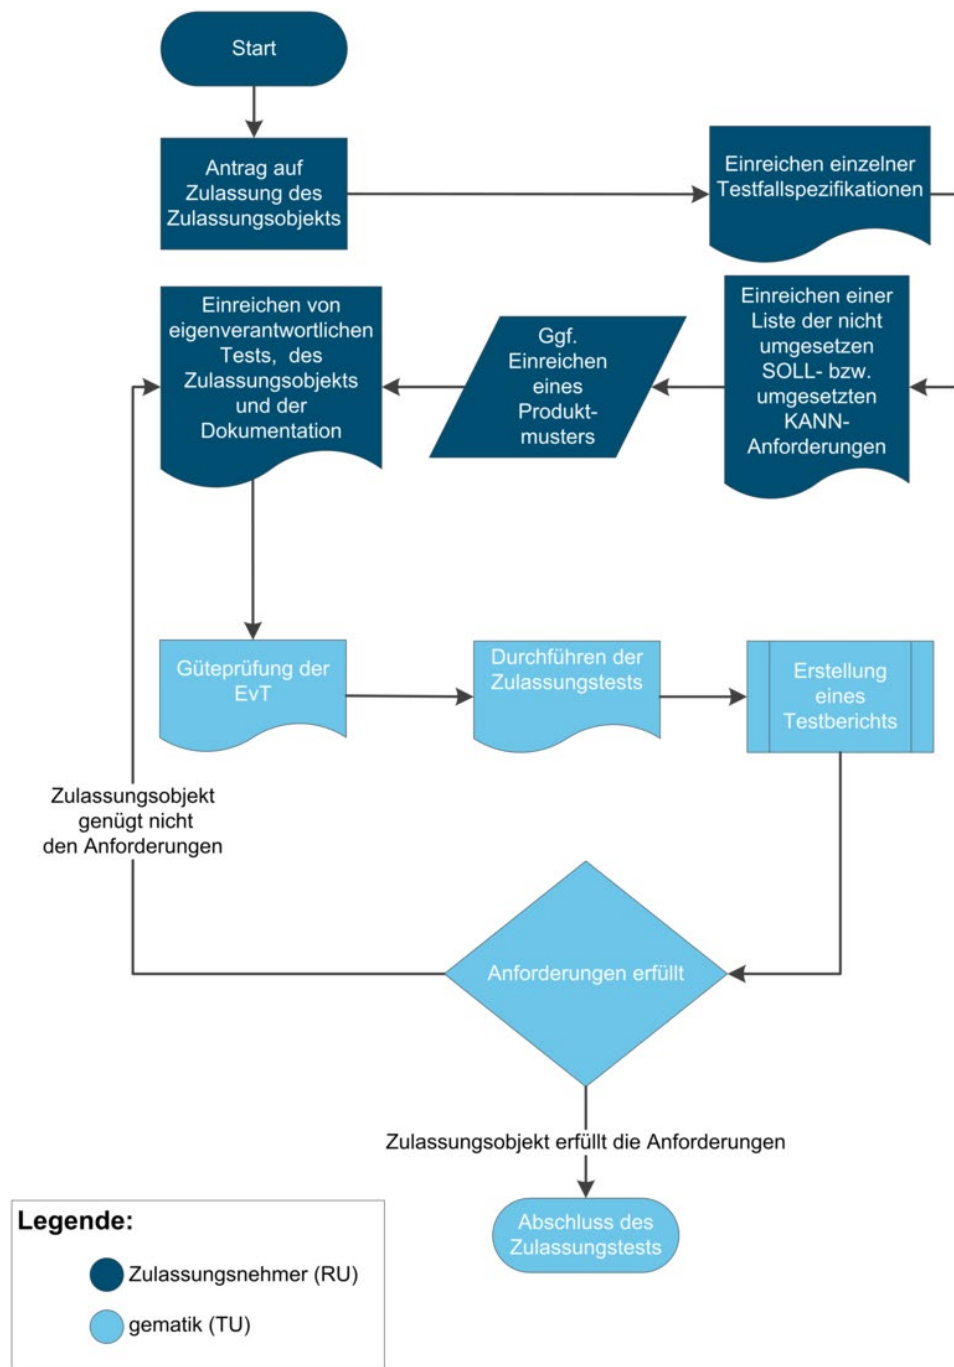 Start
Antrag auf
Zulassung des
Zulassungsobjekts
Einreichen einzelner
Testfallspezifikationen
Einreichen einer
Liste der nicht
umgesetzen
SOLL- bzw.
umgesetzten
KANN-
Anforderungen
Ggf.
Einreichen
eines
Produkt-
musters
Einreichen von
eigenverantwortlichen
Tests, des
Zulassungsobjekts
und der
Dokumentation
Güteprüfung der
EvT
Durchführen der
Zulassungstests
Erstellung
eines
Testberichts
Zulassungsobjekt
genügt nicht
den Anforderungen
Anforderungen erfüllt
Zulassungsobjekt erfüllt die Anforderungen
Abschluss des
Zulassungstests
Legende:
Zulassungsnehmer (RU)
gematik (TU)